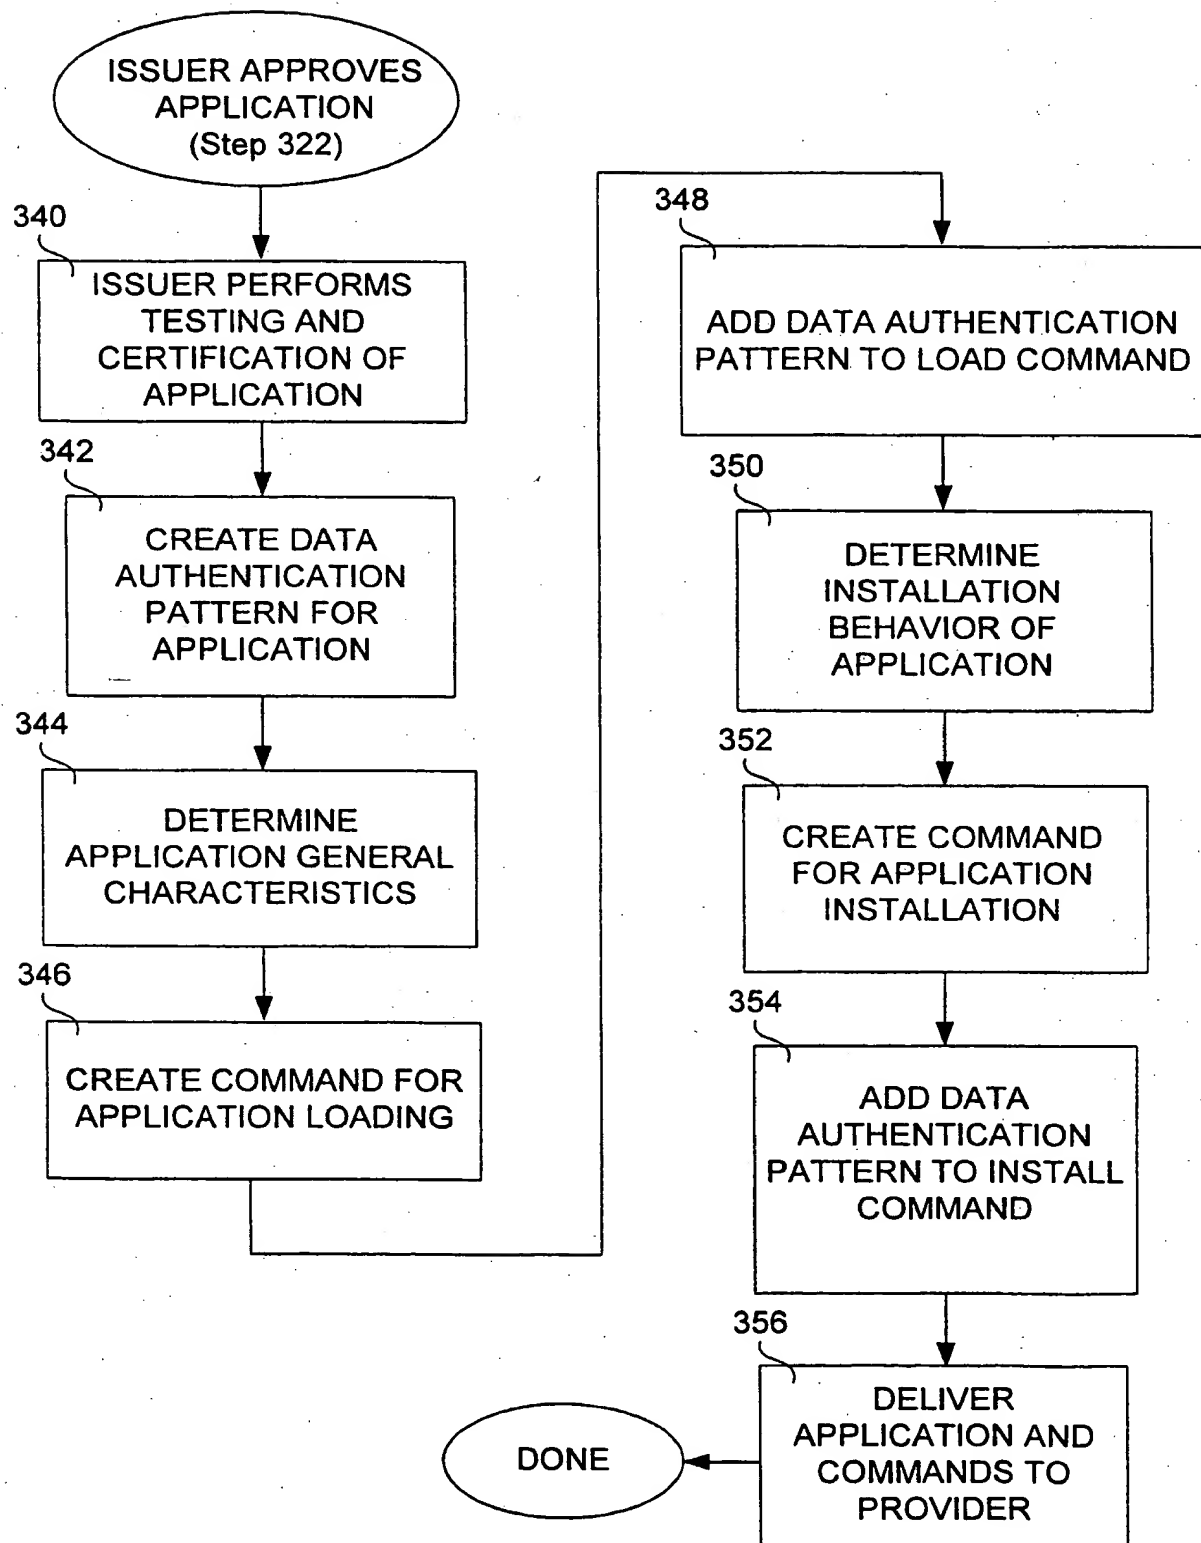 ISSUER APPROVES
APPLICATION
(Step 322)
340
ISSUER PERFORMS
TESTING AND
CERTIFICATION OF
APPLICATION
342
CREATE DATA
AUTHENTICATION
PATTERN FOR
APPLICATION
344
DETERMINE
APPLICATION GENERAL
CHARACTERISTICS
346
CREATE COMMAND FOR
APPLICATION LOADING
348
ADD DATA AUTHENTICATION
PATTERN TO LOAD COMMAND
350
DETERMINE
INSTALLATION
BEHAVIOR OF
APPLICATION
352
CREATE COMMAND
FOR APPLICATION
INSTALLATION
354
ADD DATA
AUTHENTICATION
PATTERN TO INSTALL
COMMAND
356
DELIVER
APPLICATION AND
COMMANDS TO
PROVIDER
DONE